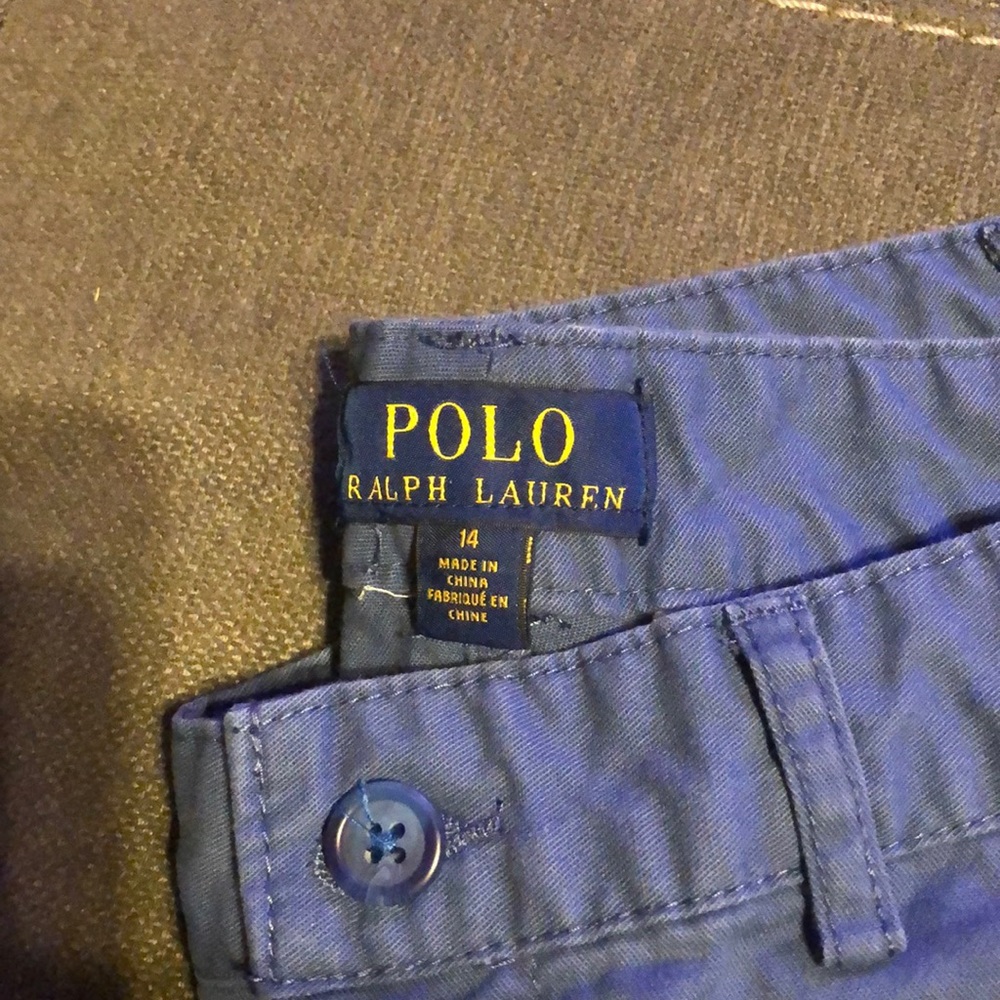 POLO
RALPH LAUREN
14
MADE IN
CHINA
FABRIQUÉ EN
CHINE